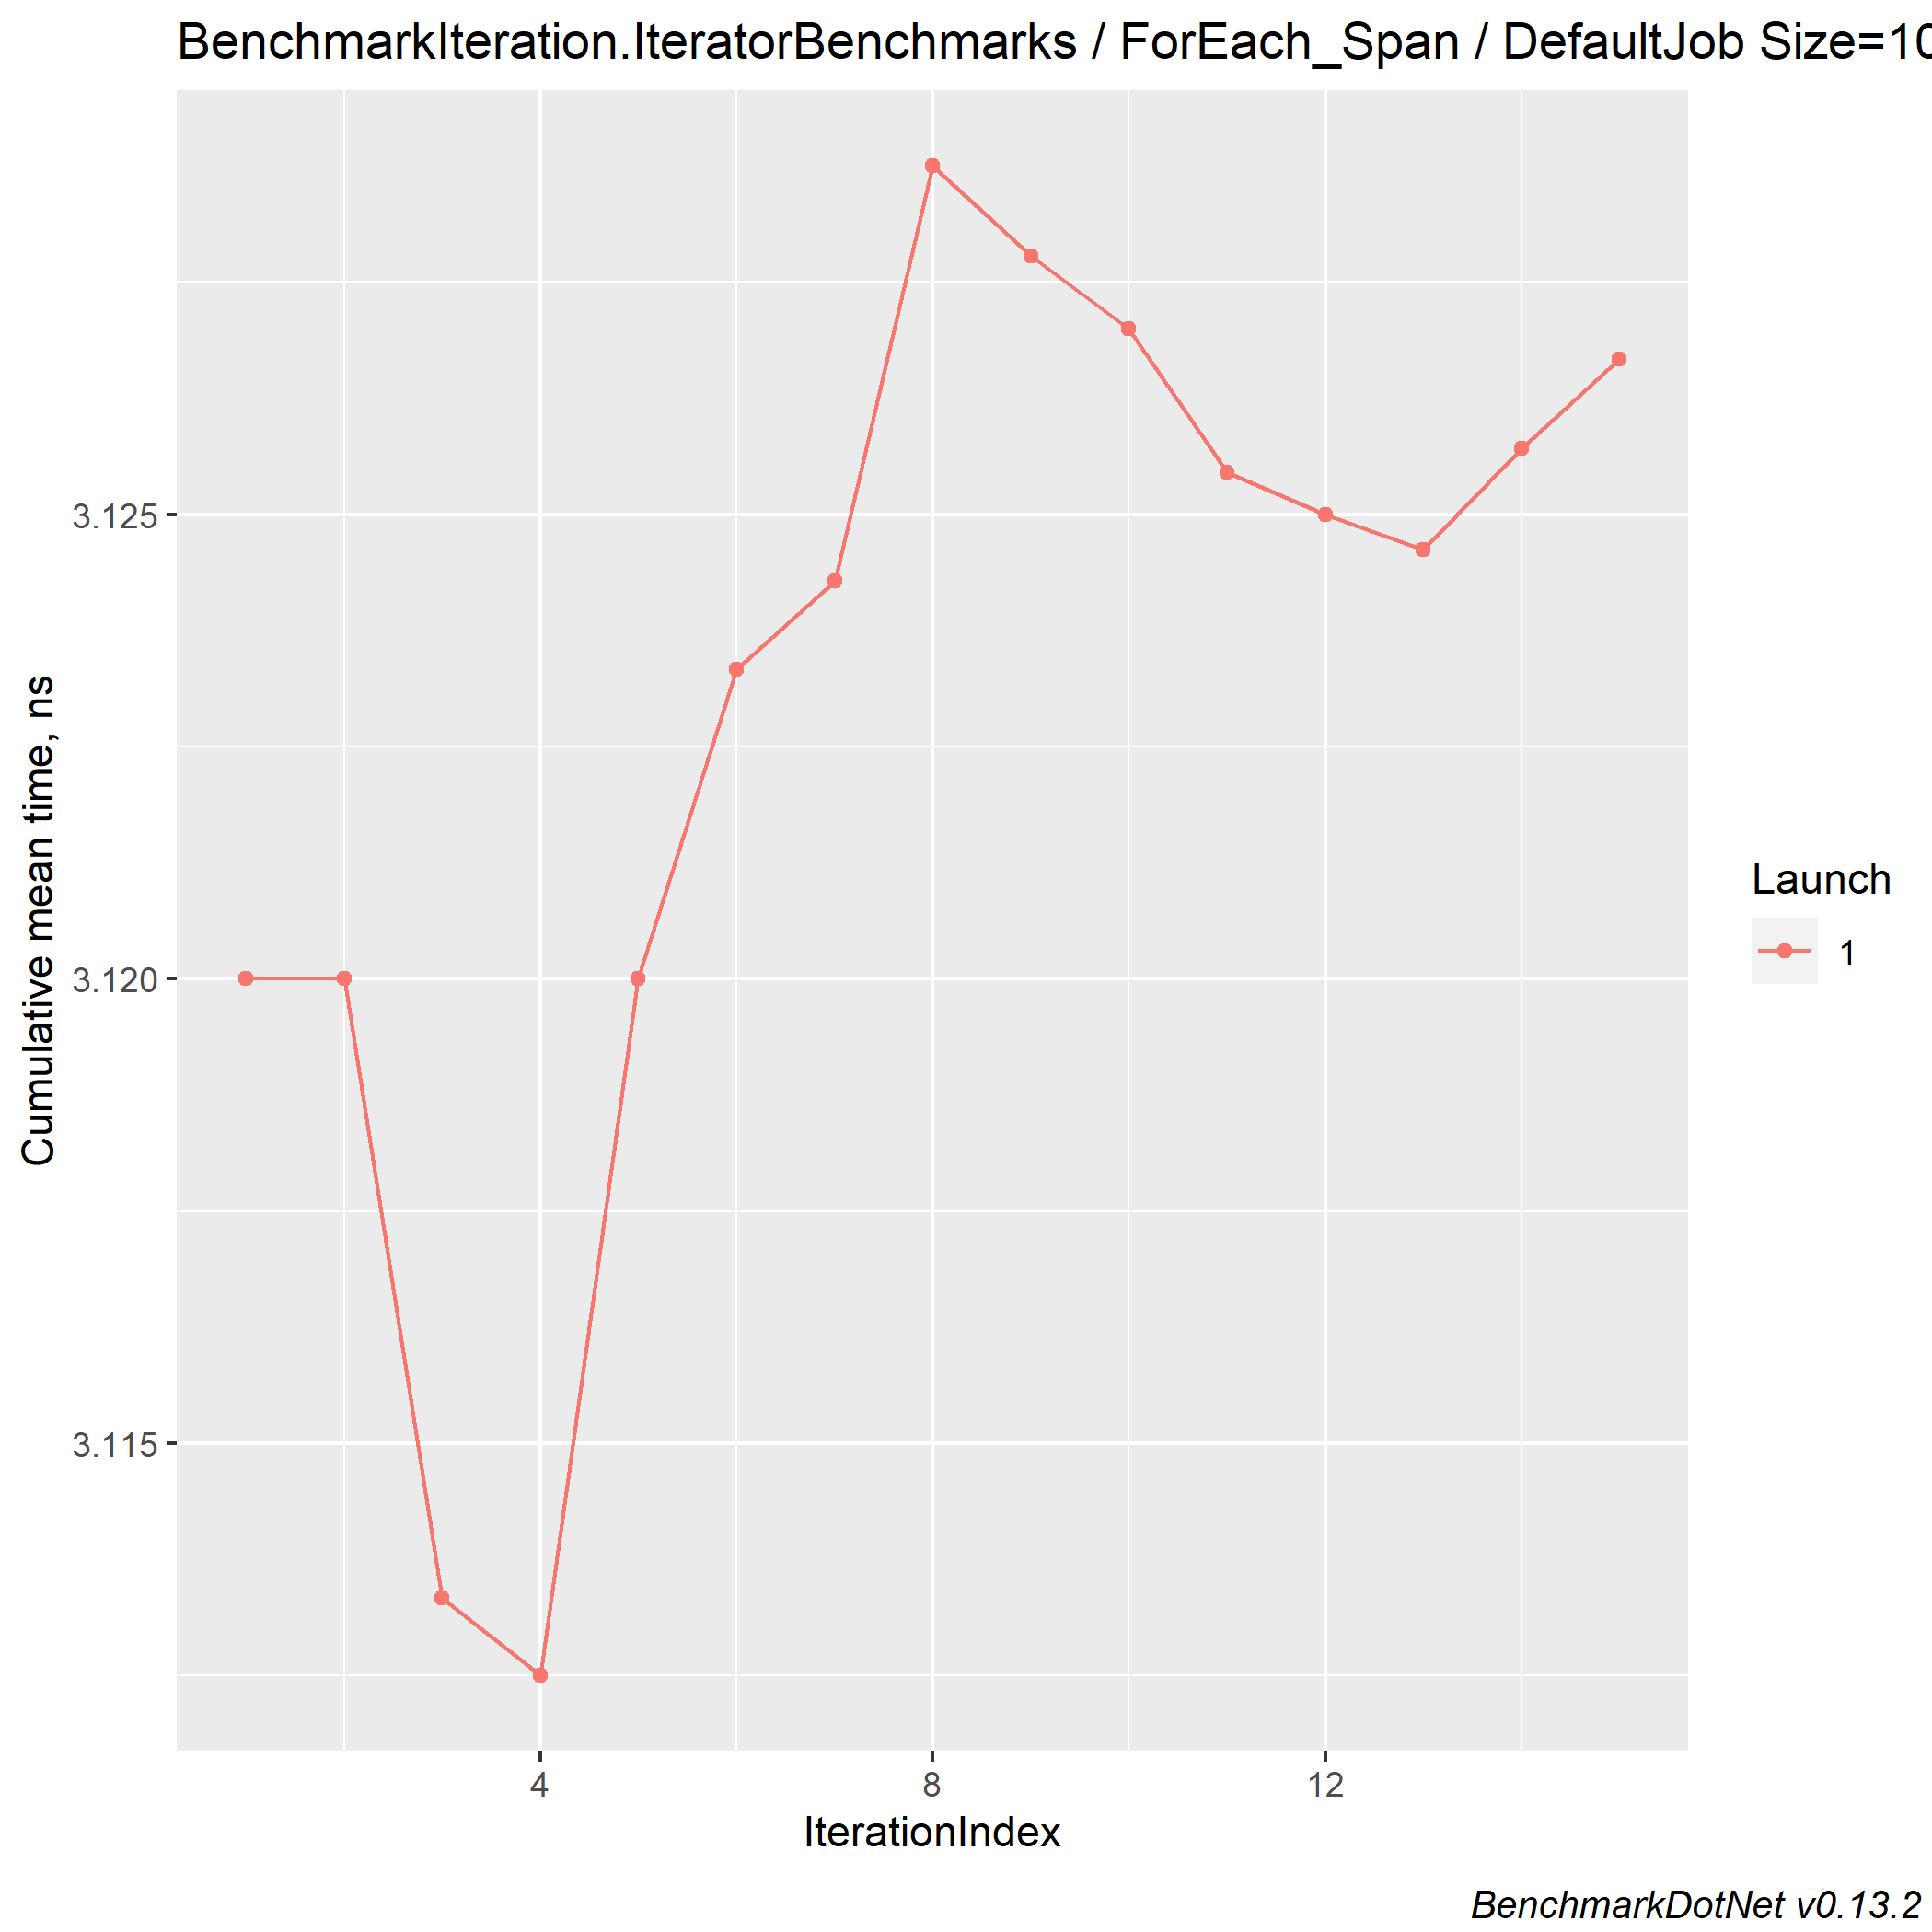 BenchmarkIteration.IteratorBenchmarks / ForEach_Span / DefaultJob Size=10
Cumulative mean time, ns
3.125
3.120
3.115
4 8 12
IterationIndex
Launch
1
BenchmarkDotNet v0.13.2